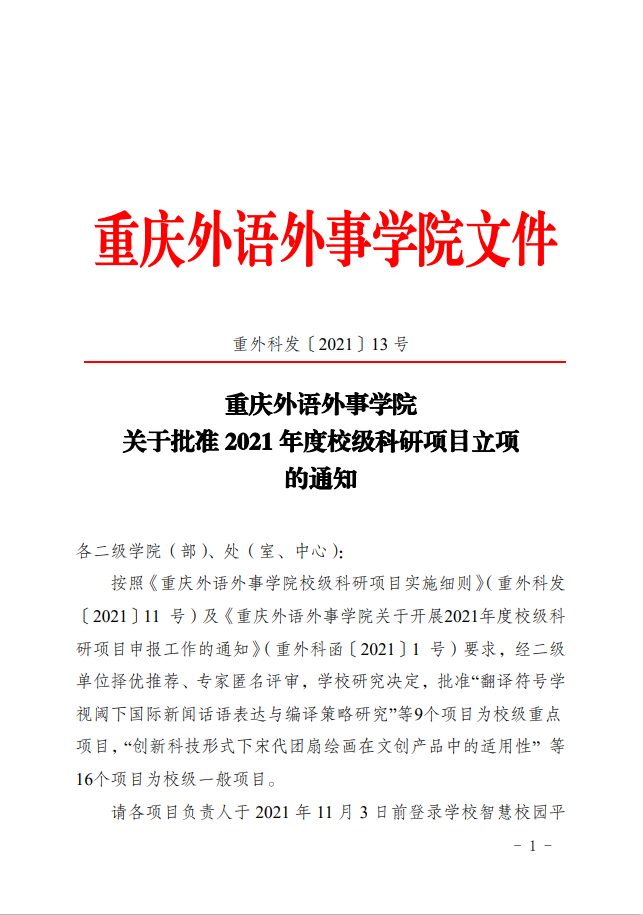 重庆外语外事学院文件
重外科发〔2021〕13 号
重庆外语外事学院
关于批准 2021 年度校级科研项目立项
的通知
各二级学院（部）、处（室、中心）：
按照《重庆外语外事学院校级科研项目实施细则》（重外科发
〔2021〕11 号）及《重庆外语外事学院关于开展2021年度校级科
研项目申报工作的通知》（重外科函〔2021〕1 号）要求，经二级
单位择优推荐、专家匿名评审，学校研究决定，批准“翻译符号学
视阈下国际新闻话语表达与编译策略研究”等9个项目为校级重点
项目，“创新科技形式下宋代团扇绘画在文创产品中的适用性” 等
16个项目为校级一般项目。
请各项目负责人于 2021 年 11 月 3 日前登录学校智慧校园平
- 1 -